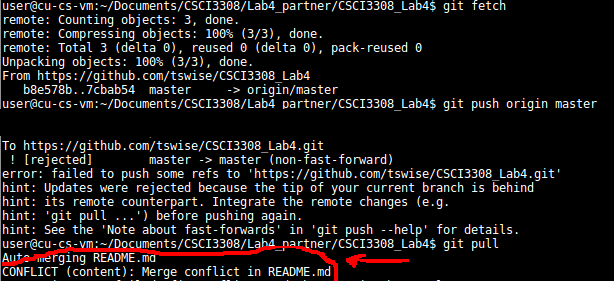 user@cu-cs-vm:~/Documents/CSCI3308/Lab4_partner/CSCI3308_Lab4$ git fetch
remote: Counting objects: 3, done.
remote: Compressing objects: 100% (3/3), done.
remote: Total 3 (delta 0), reused 0 (delta 0), pack-reused 0
Unpacking objects: 100% (3/3), done.
From https://github.com/tswise/CSCI3308_Lab4
b8e578b..7cbab54 master -> origin/master
user@cu-cs-vm:~/Documents/CSCI3308/Lab4_partner/CSCI3308_Lab4$ git push origin master
To https://github.com/tswise/CSCI3308_Lab4.git
! [rejected] master -> master (non-fast-forward)
error: failed to push some refs to 'https://github.com/tswise/CSCI3308_Lab4.git'
hint: Updates were rejected because the tip of your current branch is behind
hint: its remote counterpart. Integrate the remote changes (e.g.
hint: 'git pull ...') before pushing again.
hint: See the 'Note about fast-forwards' in 'git push --help' for details.
user@cu-cs-vm:~/Documents/CSCI3308/Lab4_partner/CSCI3308_Lab4$ git pull
Auto-merging README.md
CONFLICT (content): Merge conflict in README.md